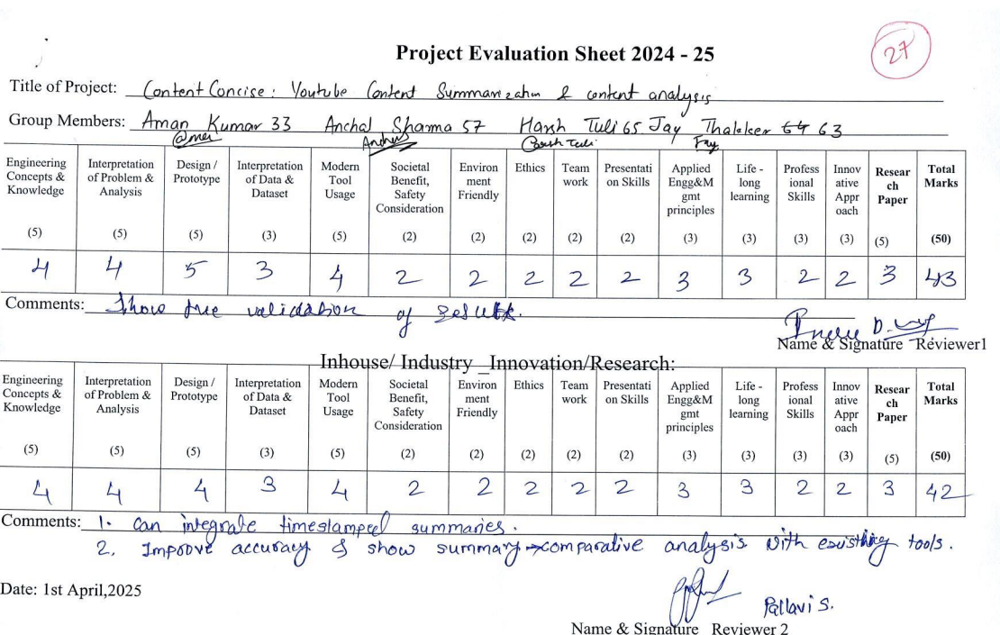 27
Project Evaluation Sheet 2024 - 25
Title of Project: Content Concise: Youtube Content Summarization & content analysis
Group Members: Aman Kumar 33 Anchal Sharma 57 Harsh Tuli 65 Jay Thalaker 64 63
Engineering Concepts & Knowledge (5) Interpretation of Problem & Analysis (5) Design / Prototype (5) Interpretation of Data & Dataset (3) Modern Tool Usage (5) Societal Benefit, Safety Consideration (2) Environ ment Friendly (2) Ethics (2) Team work (2) Presentati on Skills (2) Applied Engg&M gmt principles (3) Life - long learning (3) Profess ional Skills (3) Innov ative Appr oach (3) Resear ch Paper (5) Total Marks (50)
4 4 5 3 4 2 2 2 2 2 3 3 2 2 3 43
Comments: Show the validation of result.
Name & Signature Reviewer1
Inhouse/ Industry _Innovation/Research:
Engineering Concepts & Knowledge (5) Interpretation of Problem & Analysis (5) Design / Prototype (5) Interpretation of Data & Dataset (3) Modern Tool Usage (5) Societal Benefit, Safety Consideration (2) Environ ment Friendly (2) Ethics (2) Team work (2) Presentati on Skills (2) Applied Engg&M gmt principles (3) Life - long learning (3) Profess ional Skills (3) Innov ative Appr oach (3) Resear ch Paper (5) Total Marks (50)
4 4 4 3 4 2 2 2 2 2 3 3 2 2 3 42
Comments: 1. Can integrate timestamped summaries.
2. Improve accuracy & show summary → comparative analysis with existing tools.
Date: 1st April,2025
Pallavi S.
Name & Signature Reviewer 2